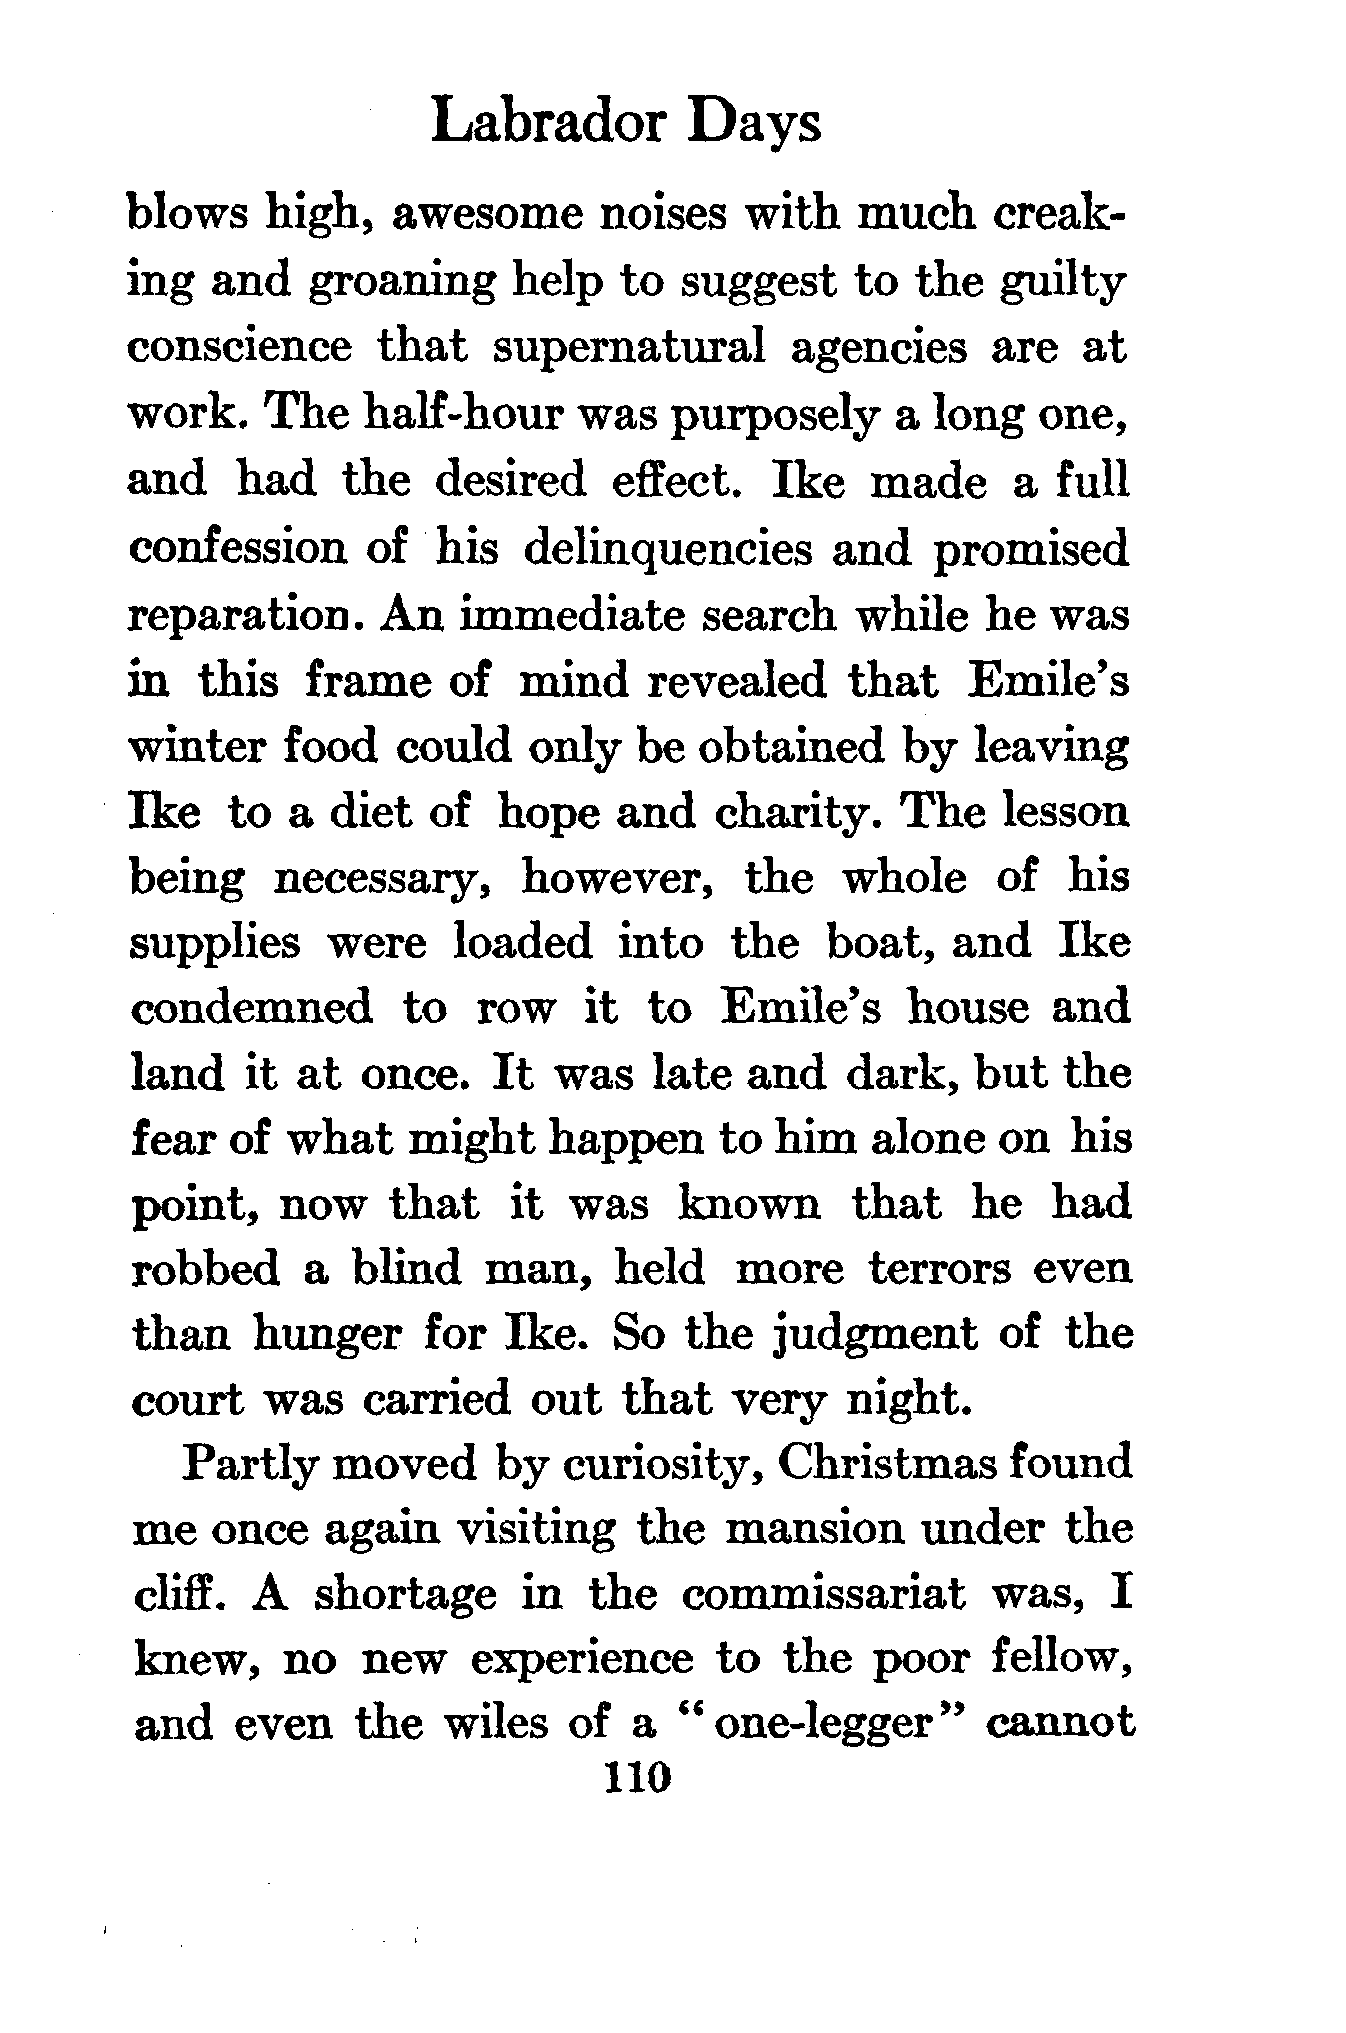 Labrador Days
blows high, awesome noises with much creak-
ing and groaning help to suggest to the guilty
conscience that supernatural agencies are at
work. The half-hour was purposely a long one,
and had the desired effect. Ike made a full
confession of his delinquencies and promised
reparation. An immediate search while he was
in this frame of mind revealed that Emile's
winter food could only be obtained by leaving
Ike to a diet of hope and charity. The lesson
being necessary, however, the whole of his
supplies were loaded into the boat, and Ike
condemned to row it to Emile's house and
land it at once. It was late and dark, but the
fear of what might happen to him alone on his
point, now that it was known that he had
robbed a blind man, held more terrors even
than hunger for Ike. So the judgment of the
court was carried out that very night.
Partly moved by curiosity, Christmas found
me once again visiting the mansion under the
cliff. A shortage in the commissariat was, I
knew, no new experience to the poor fellow,
and even the wiles of a "one-legger" cannot
110